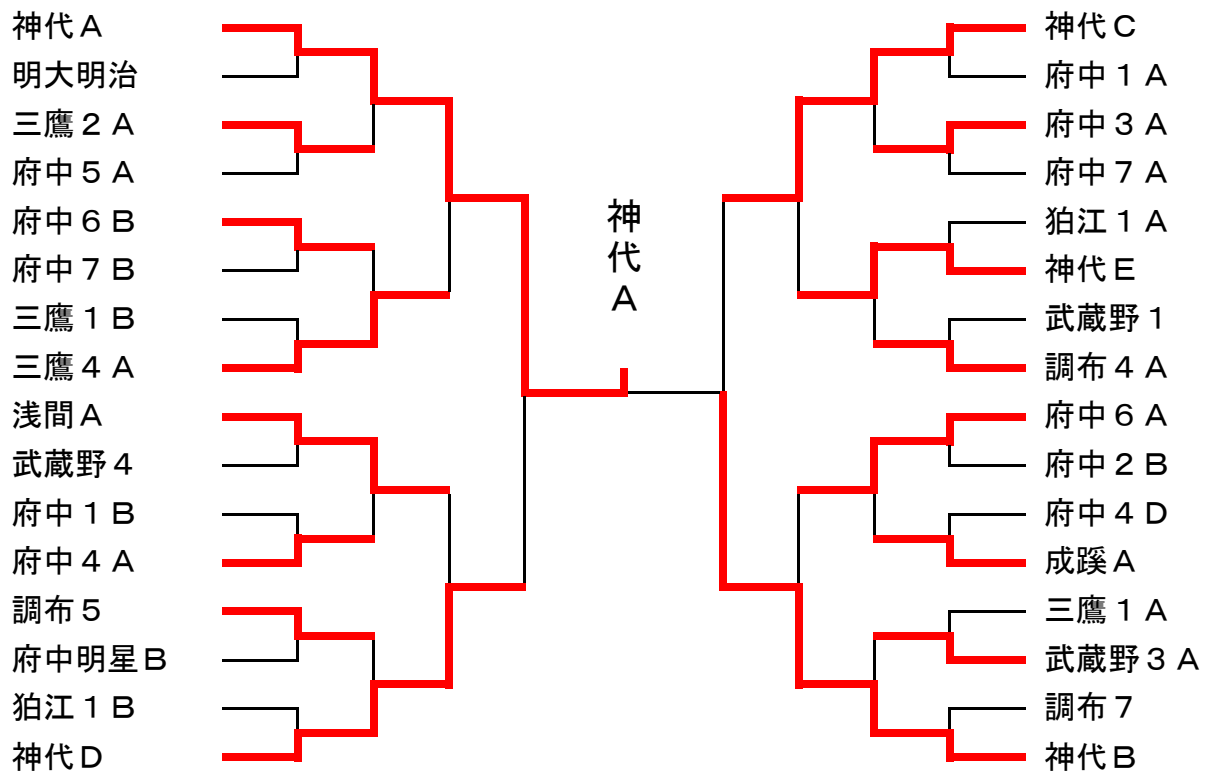 神代Ａ
明大明治
三鷹２Ａ
府中５Ａ
府中６Ｂ
府中７Ｂ
三鷹１Ｂ
三鷹４Ａ
浅間Ａ
武蔵野４
府中１Ｂ
府中４Ａ
調布５
府中明星Ｂ
狛江１Ｂ
神代Ｄ
神代Ａ
神代Ｃ
府中１Ａ
府中３Ａ
府中７Ａ
狛江１Ａ
神代Ｅ
武蔵野１
調布４Ａ
府中６Ａ
府中２Ｂ
府中４Ｄ
成蹊Ａ
三鷹１Ａ
武蔵野３Ａ
調布７
神代Ｂ